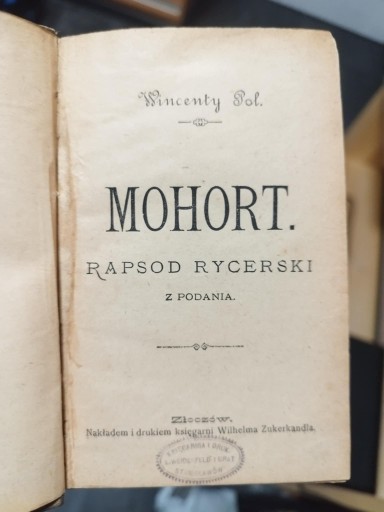 Wincenty Pol.
MOHORT.
RAPSOD RYCERSKI
Z PODANIA.
Złoczów.
Nakładem i drukiem księgarni Wilhelma Zukerkandla.